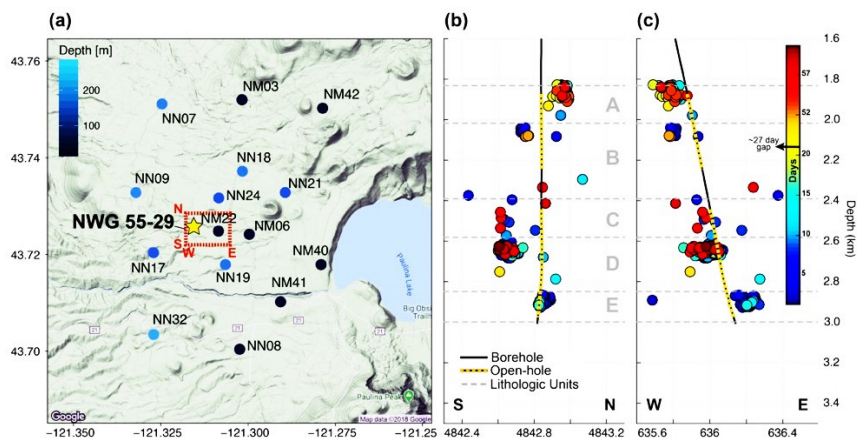 (a)
(b)
(c)
Depth [m]
200
100
43.764
43.74
43.72
43.70
NM03
NM42
NN07
NN18
NN09
NN21
NN24
NWG 55-29
N
NM22
NM06
S
W
E
NN17
NN19
NM40
NM41
NN32
NN08
Paulina Lake
Big Obsi
Trailh
21
21
21
Paulina Peak
Google
Map data ©2018 Google
-121.350
-121.325
-121.300
-121.275
-121.25
A
B
C
D
E
Borehole
Open-hole
Lithologic Units
S
N
4842.4
4842.8
4843.2
W
E
635.6
636
636.4
~27 day
gap
57
52
Days
20
15
10
5
1.6
1.8
2.0
2.2
2.4
2.6
2.8
3.0
3.2
3.4
Depth (km)